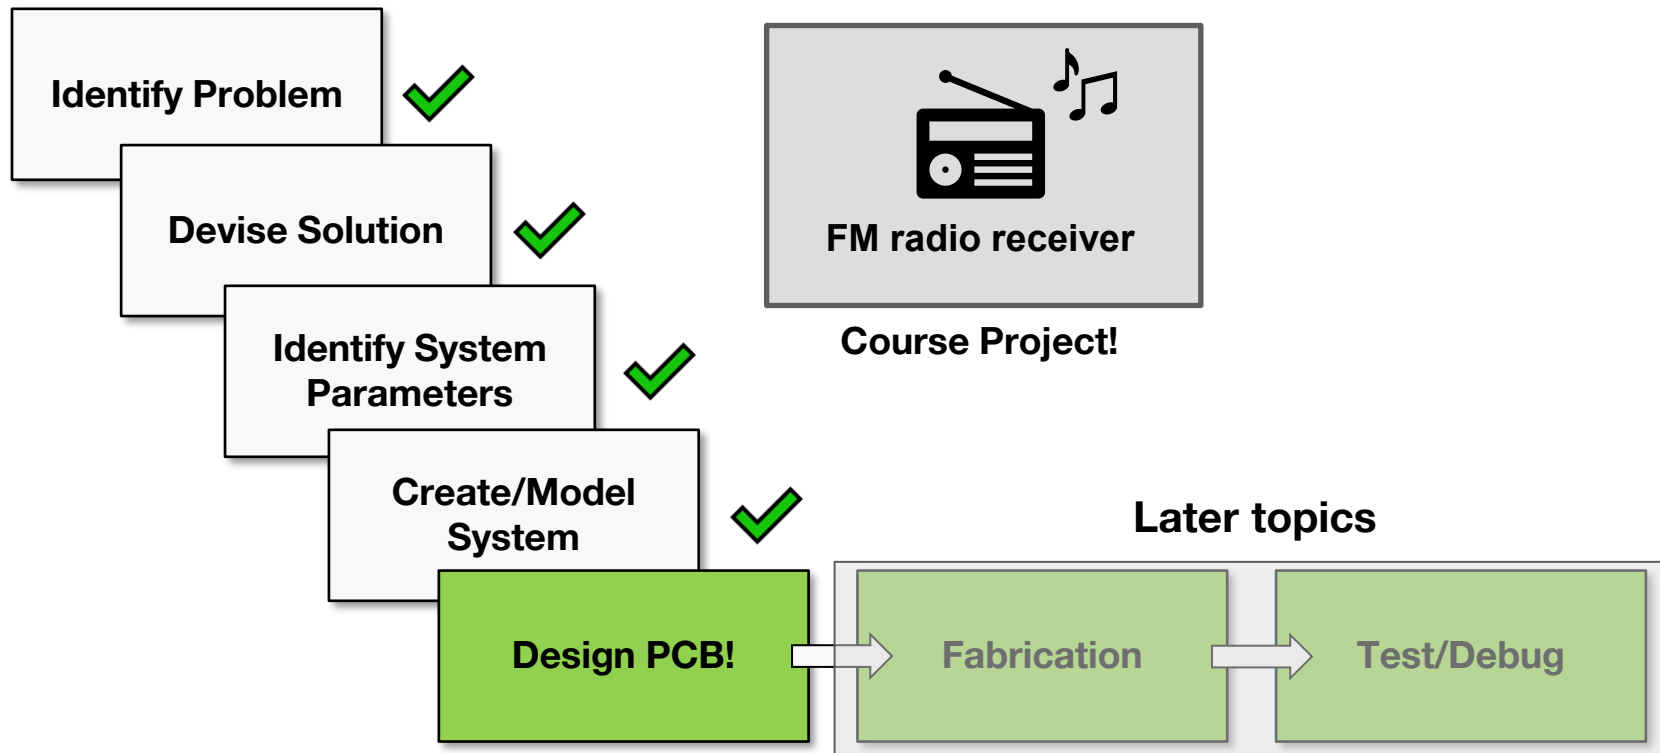 Identify Problem
Devise Solution
Identify System
Parameters
Create/Model
System
Design PCB!
FM radio receiver
Course Project!
Later topics
Fabrication
Test/Debug